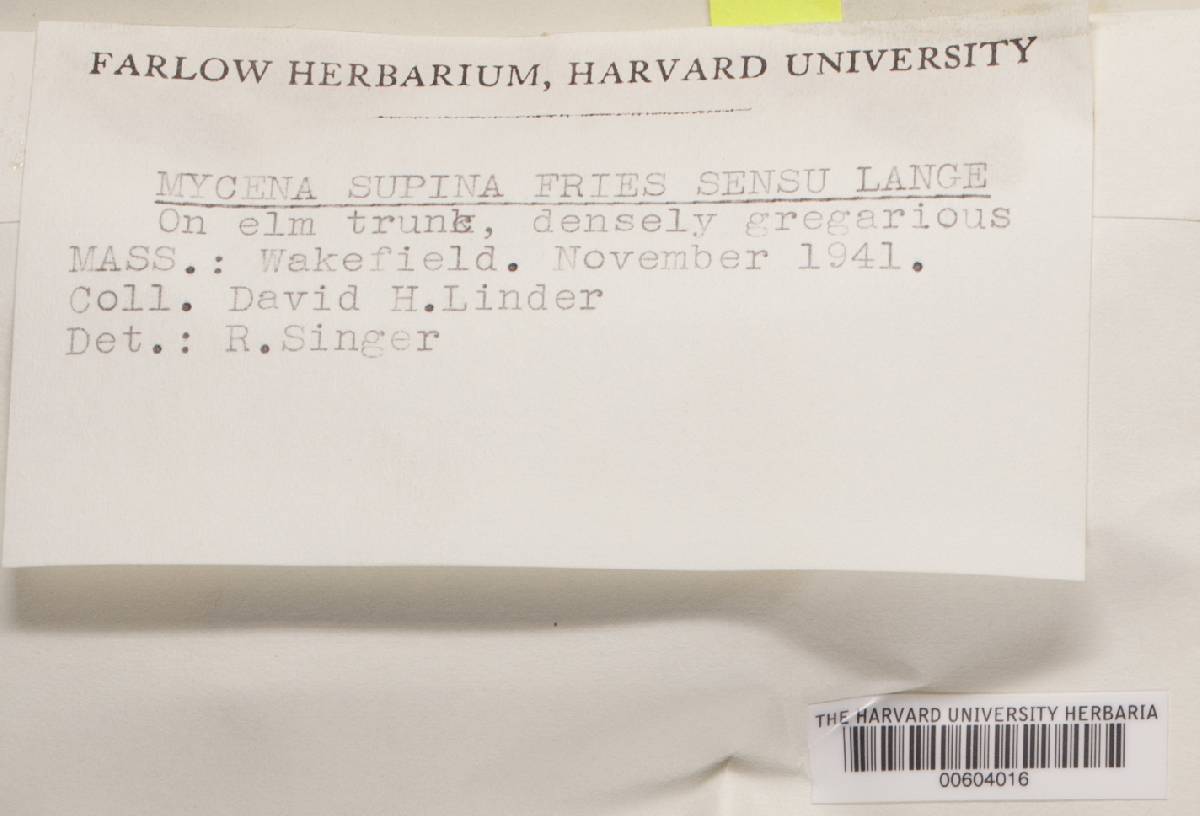 FARLOW HERBARIUM, HARVARD UNIVERSITY
MYCENA SUPINA FRIES SENSU LANGE
On elm trunk, densely gregarious
MASS.: Wakefield. November 1941.
Coll. David H.Linder
Det.: R.Singer
THE HARVARD UNIVERSITY HERBARIA
00604016